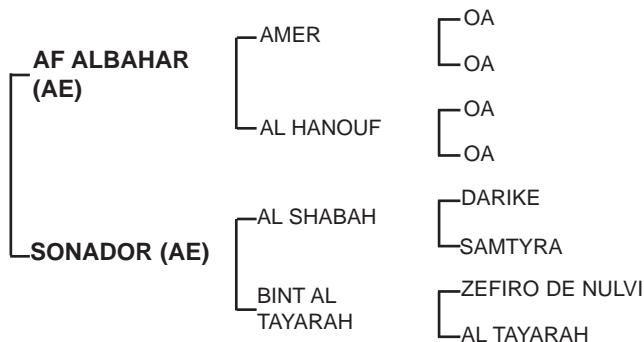 AF ALBAHAR
(AE)
AMER
OA
OA
AL HANOUF
OA
OA
SONADOR (AE)
AL SHABAH
DARIKE
SAMTYRA
BINT AL
TAYARAH
ZEFIRO DE NULVI
AL TAYARAH